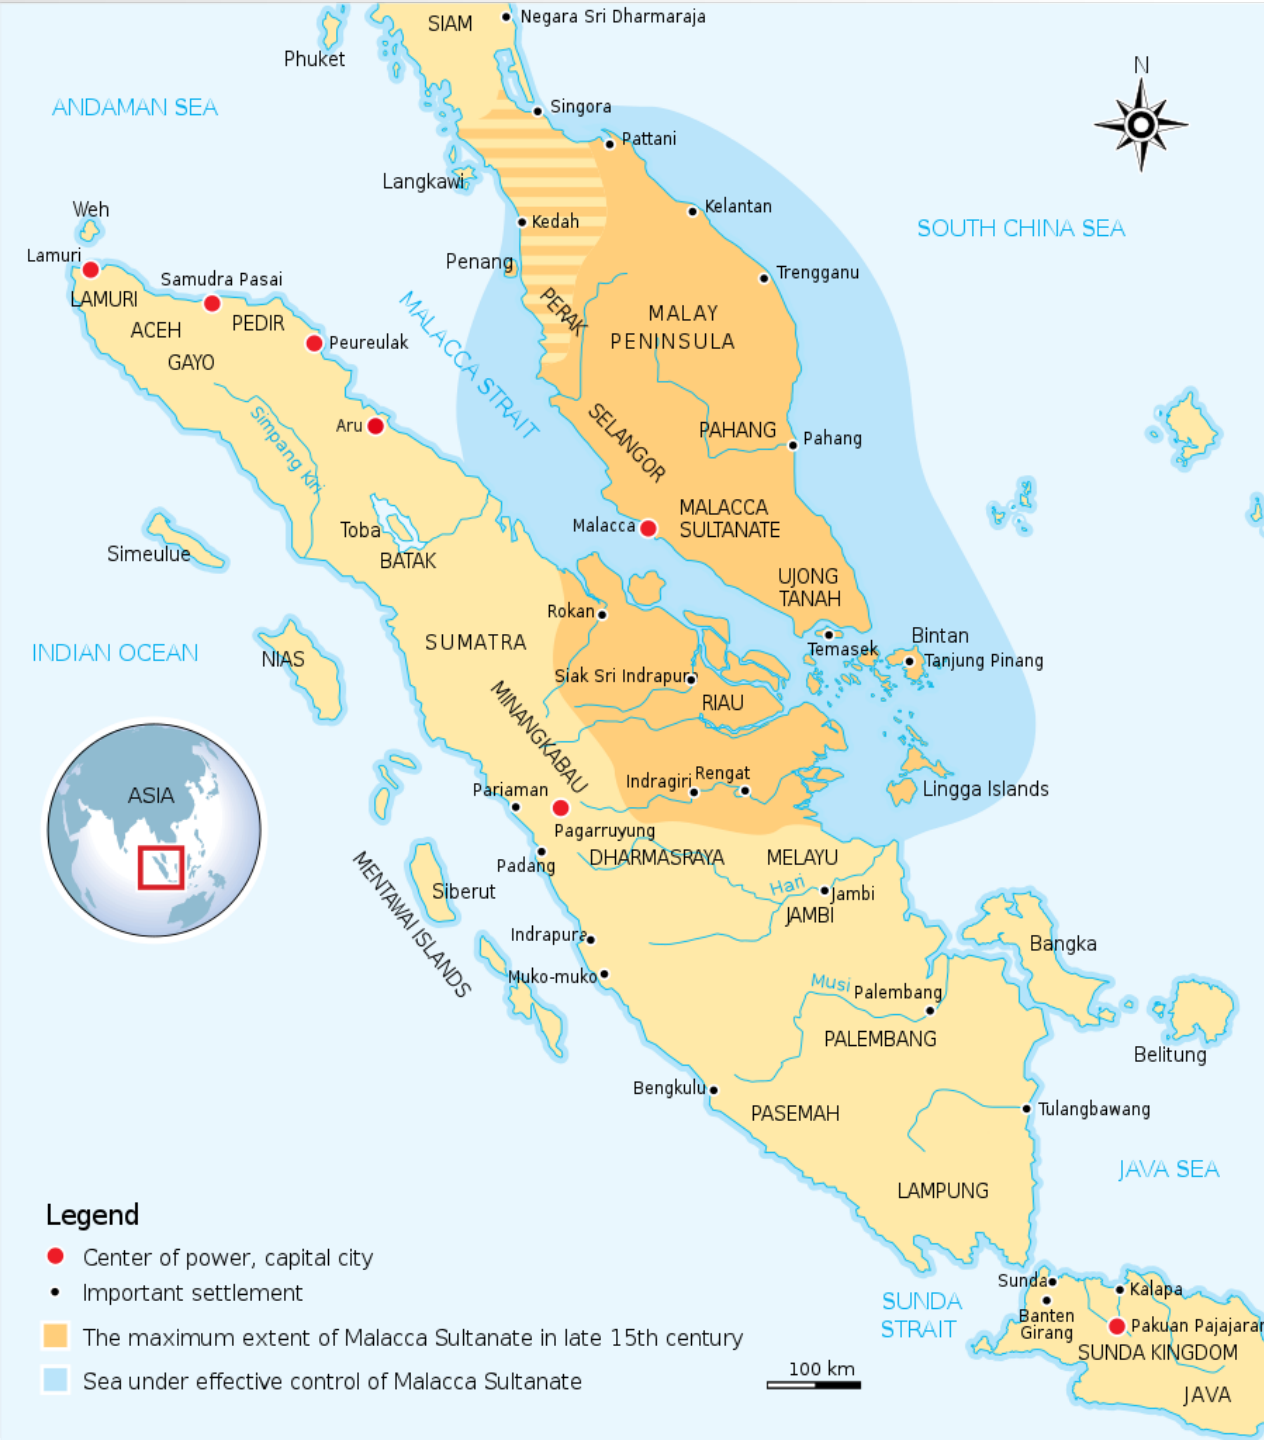 SIAM
Negara Sri Dharmaraja
Phuket
N
ANDAMAN SEA
Singora
Pattani
Langkawi
Kelantan
Weh
Kedah
SOUTH CHINA SEA
Lamuri
Penang
Trengganu
Samudra Pasai
LAMURI
PERAK
MALAY
PENINSULA
ACEH
PEDIR
MALACCA STRAIT
Peureulak
GAYO
Simpang Kiri
Aru
SELANGOR
PAHANG
Pahang
MALACCA
SULTANATE
Malacca
Toba
BATAK
Simeulue
UJONG
TANAH
Rokan
SUMATRA
Temasek
Bintan
Tanjung Pinang
INDIAN OCEAN
NIAS
Siak Sri Indrapura
RIAU
MINANGKABAU
Indragiri
Rengat
Lingga Islands
ASIA
Pariaman
Pagarruyung
Padang
DHARMASRAYA
MELAYU
MENTAWAI ISLANDS
Siberut
Hari
Jambi
JAMBI
Indrapura
Bangka
Muko-muko
Musi
Palembang
PALEMBANG
Belitung
Bengkulu
PASEMAH
Tulangbawang
JAVA SEA
LAMPUNG
Legend
Center of power, capital city
Important settlement
The maximum extent of Malacca Sultanate in late 15th century
Sea under effective control of Malacca Sultanate
100 km
SUNDA
STRAIT
Sunda
Kalapa
Banten
Girang
Pakuan Pajajaran
SUNDA KINGDOM
JAVA